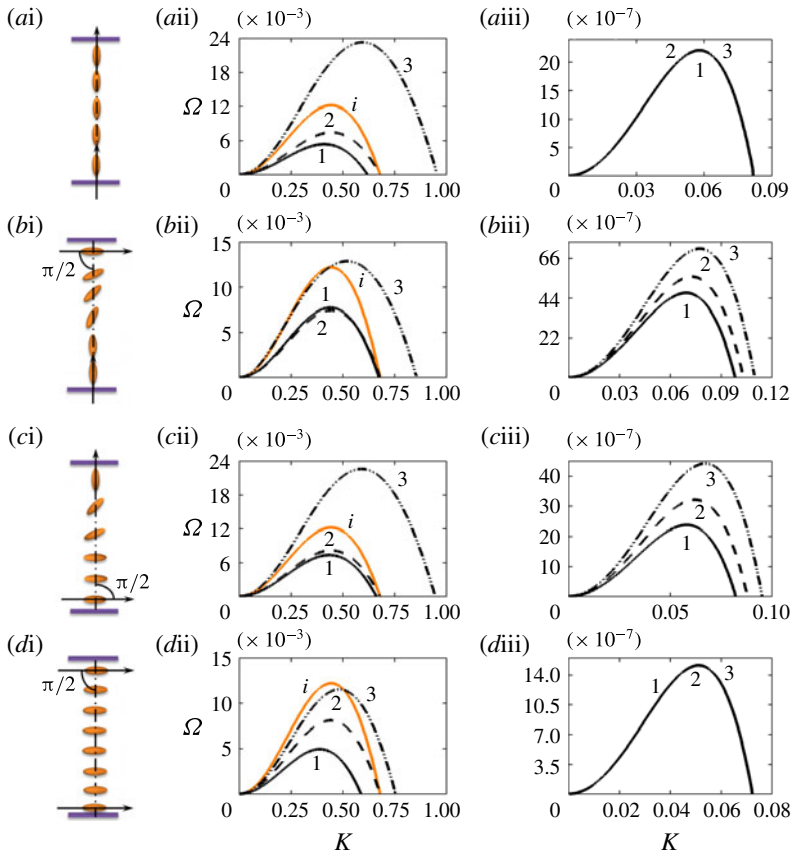 (ai) (aii) (× 10⁻³) (aiii) (× 10⁻⁷)
24 18 12 6 0
Ω
3 i 2 1
0.25 0.50 0.75 1.00
20 15 10 5 0
2 3 1
0.03 0.06 0.09
(bi) (bii) (× 10⁻³) (biii) (× 10⁻⁷)
π/2
15 10 5 0
Ω
i 3 1 2
0.25 0.50 0.75 1.00
66 44 22 0
3 2 1
0.03 0.06 0.09 0.12
(ci) (cii) (× 10⁻³) (ciii) (× 10⁻⁷)
π/2
24 18 12 6 0
Ω
3 i 2 1
0.25 0.50 0.75 1.00
40 30 20 10 0
3 2 1
0.05 0.10
(di) (dii) (× 10⁻³) (diii) (× 10⁻⁷)
π/2
15 10 5 0
Ω
i 3 2 1
0.25 0.50 0.75 1.00
14.0 10.5 7.0 3.5 0
1 2 3
0.02 0.04 0.06 0.08
K K